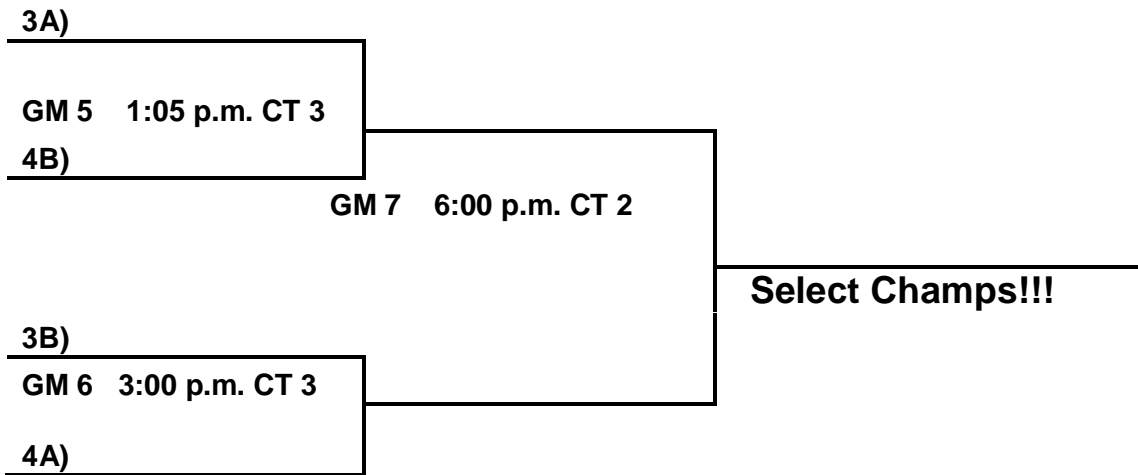 3A)
GM 5 1:05 p.m. CT 3
4B)
GM 7 6:00 p.m. CT 2
Select Champs!!!
3B)
GM 6 3:00 p.m. CT 3
4A)